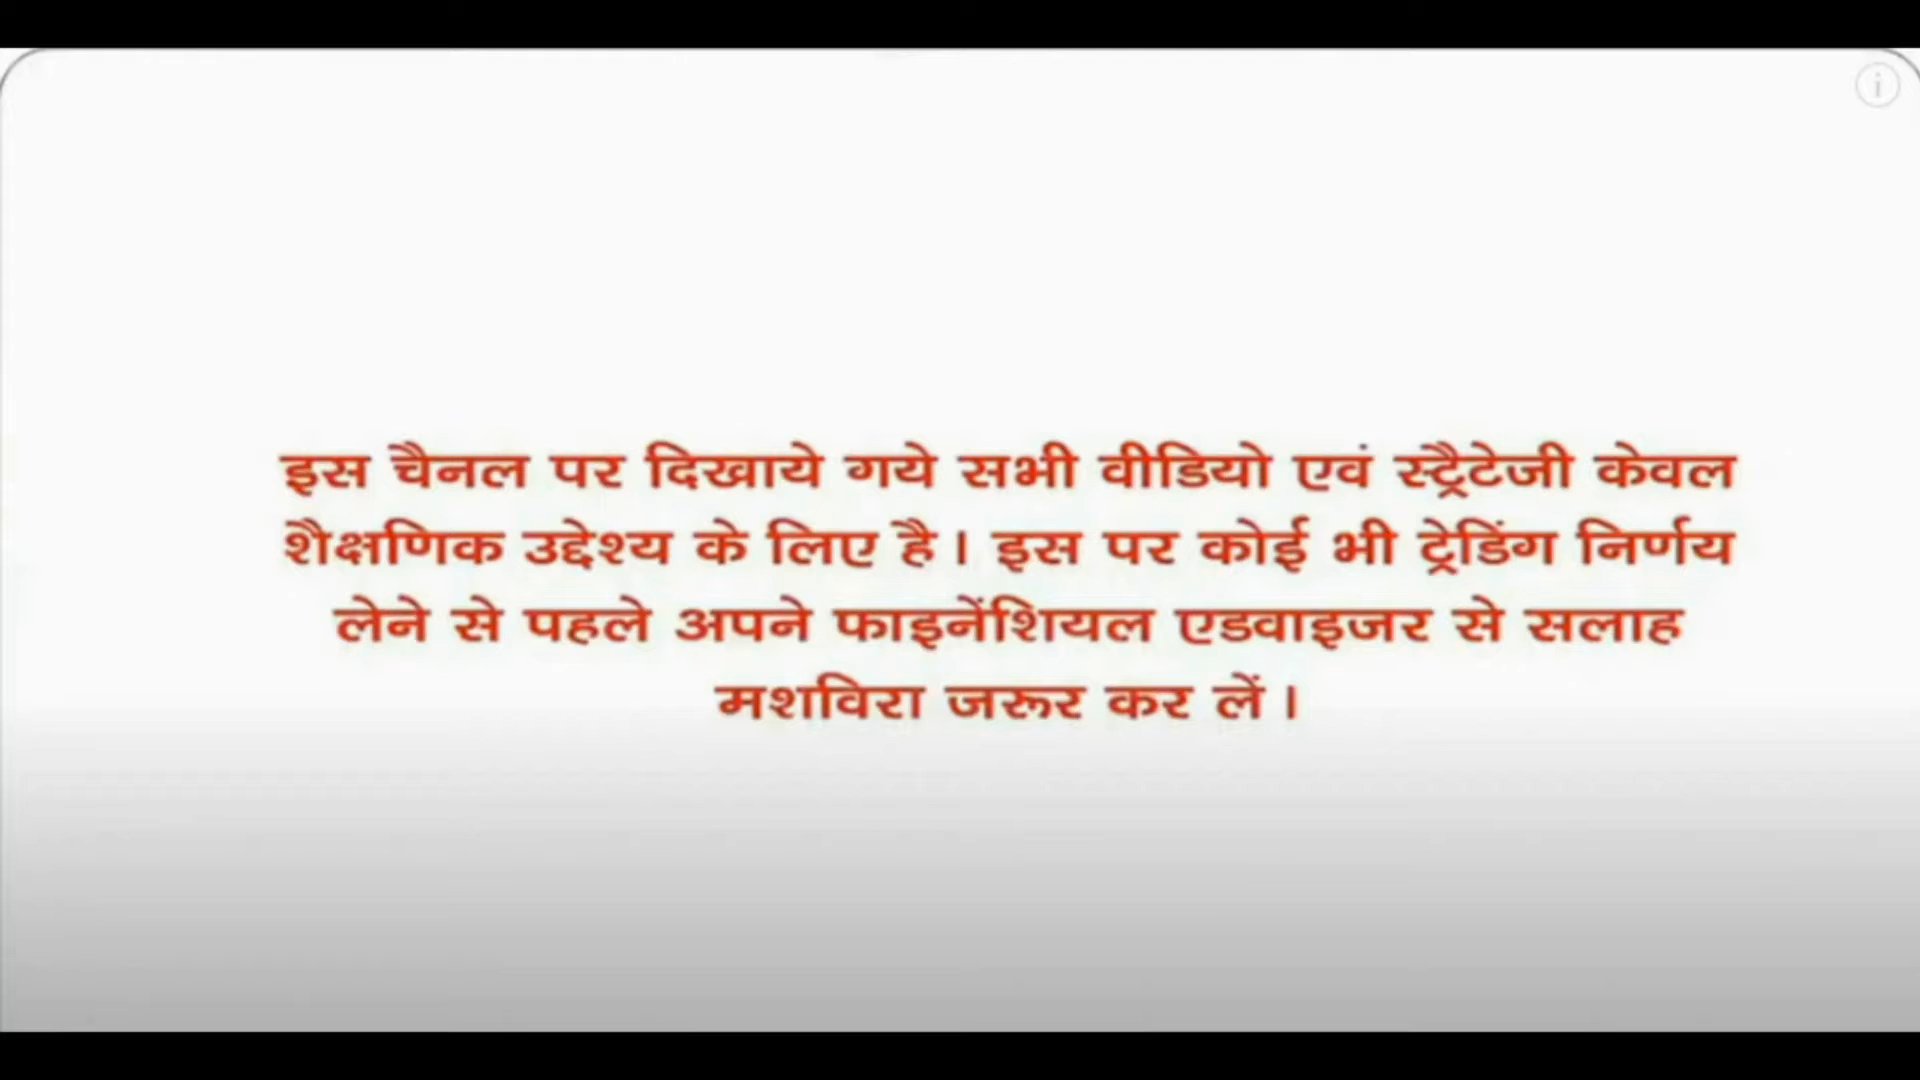 इस चैनल पर दिखाये गये सभी वीडियो एवं स्ट्रैटेजी केवल
शैक्षणिक उद्देश्य के लिए है। इस पर कोई भी ट्रेडिंग निर्णय
लेने से पहले अपने फाइनेंशियल एडवाइजर से सलाह
मशविरा जरूर कर लें।